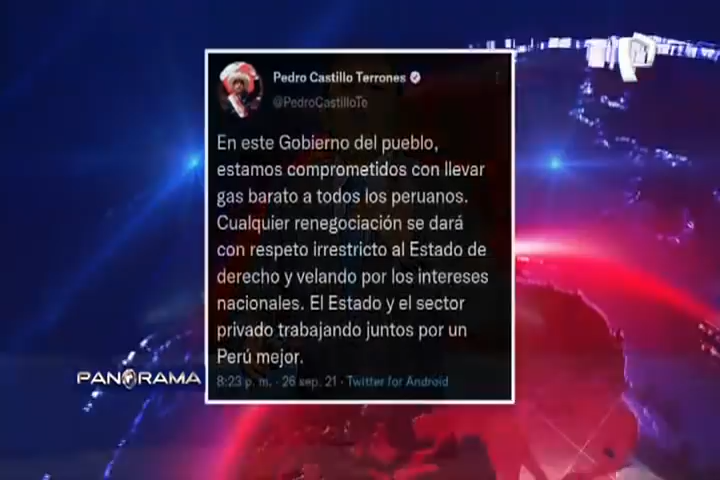 Pedro Castillo Terrones
@PedroCastilloTe
En este Gobierno del pueblo,
estamos comprometidos con llevar
gas barato a todos los peruanos.
Cualquier renegociación se dará
con respeto irrestricto al Estado de
derecho y velando por los intereses
nacionales. El Estado y el sector
privado trabajando juntos por un
Perú mejor.
8:23 p. m. · 26 sep. 21 · Twitter for Android
PANORAMA